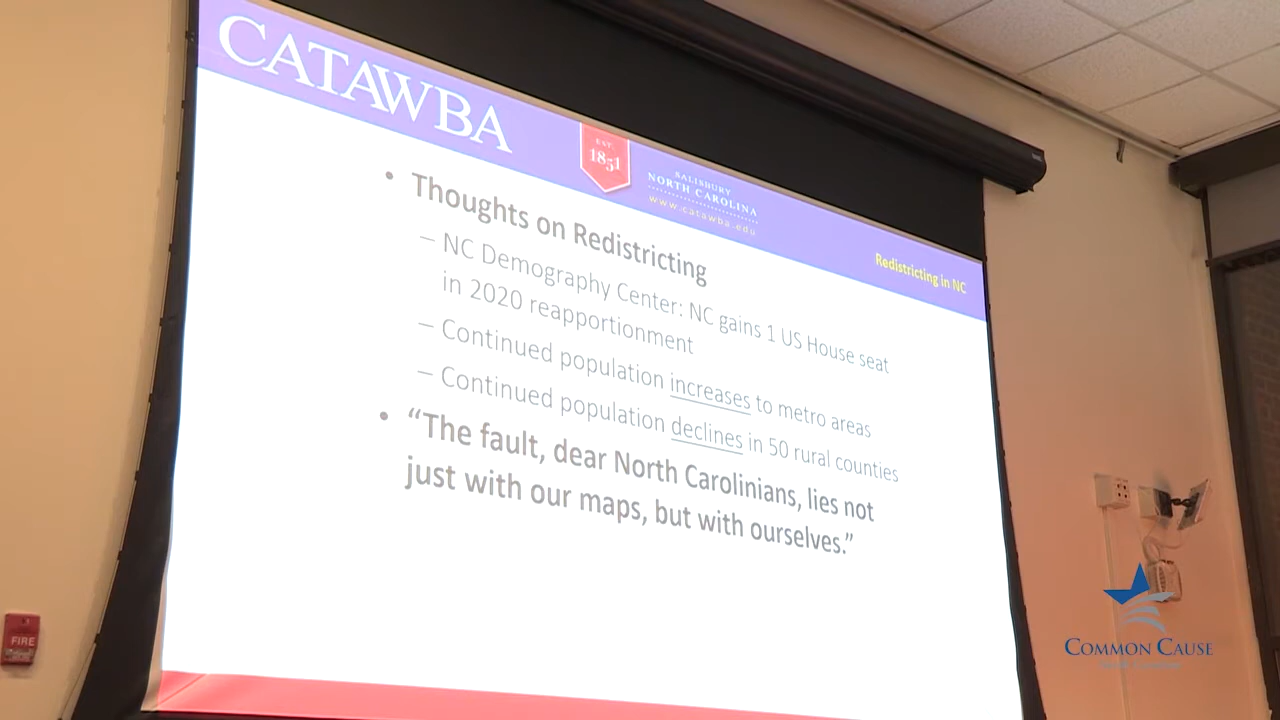 CATAWBA
EST.
1851
SALISBURY
NORTH CAROLINA
www.catawba.edu
Redistricting in NC
• Thoughts on Redistricting
– NC Demography Center: NC gains 1 US House seat
in 2020 reapportionment
– Continued population increases to metro areas
– Continued population declines in 50 rural counties
• “The fault, dear North Carolinians, lies not
just with our maps, but with ourselves.”
FIRE
COMMON CAUSE